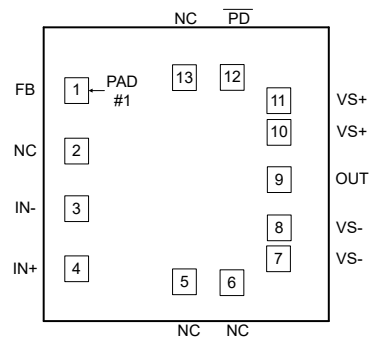 NC P̅D̅
FB 1 PAD #1 13 12
11 VS+
10 VS+
NC 2
9 OUT
IN- 3
8 VS-
7 VS-
IN+ 4
5 6
NC NC